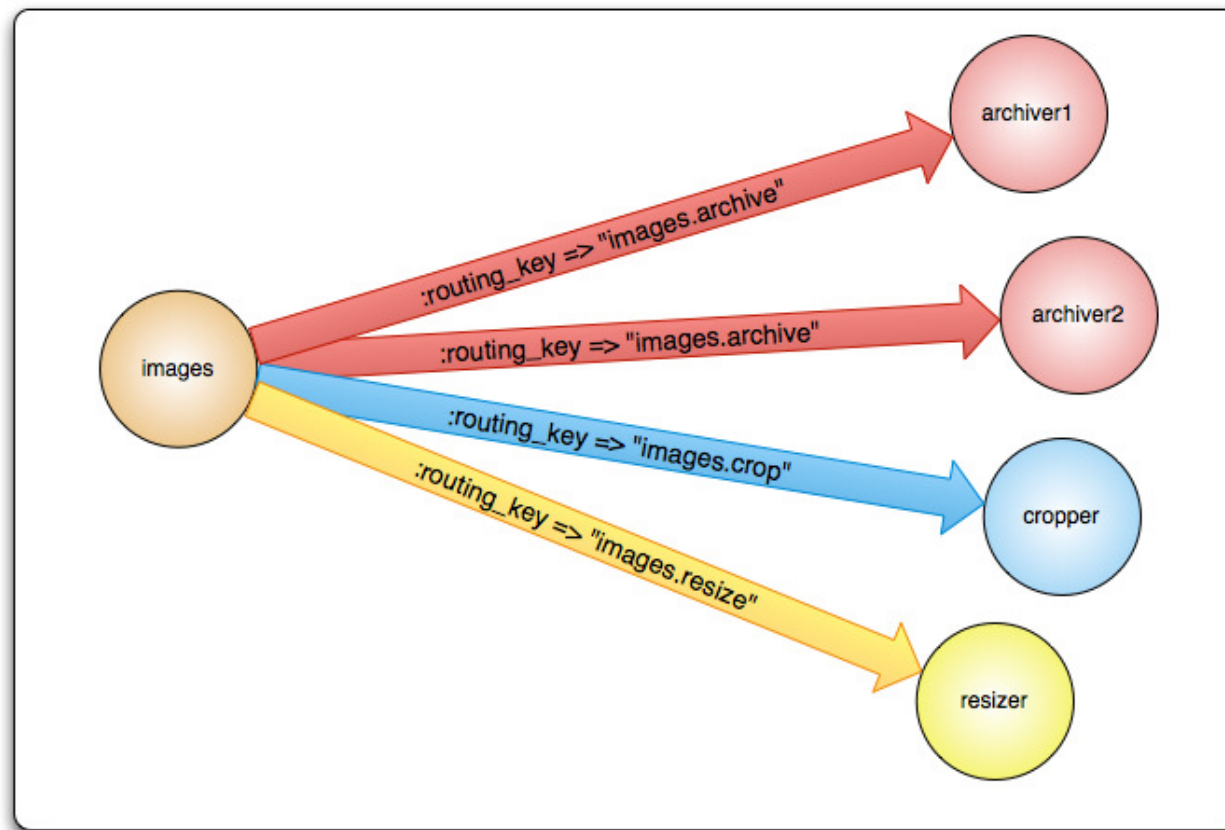 archiver1
:routing_key => "images.archive"
archiver2
:routing_key => "images.archive"
images
:routing_key => "images.crop"
cropper
:routing_key => "images.resize"
resizer